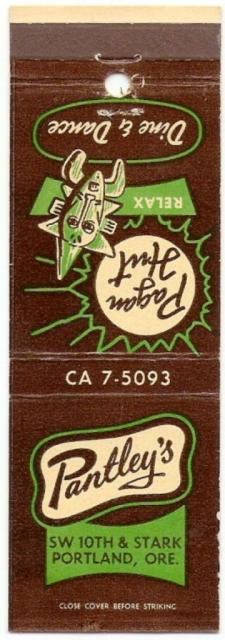 Dine & Dance
RELAX
Pagan
Hut
CA 7-5093
Pantley's
SW 10TH & STARK
PORTLAND, ORE.
CLOSE COVER BEFORE STRIKING